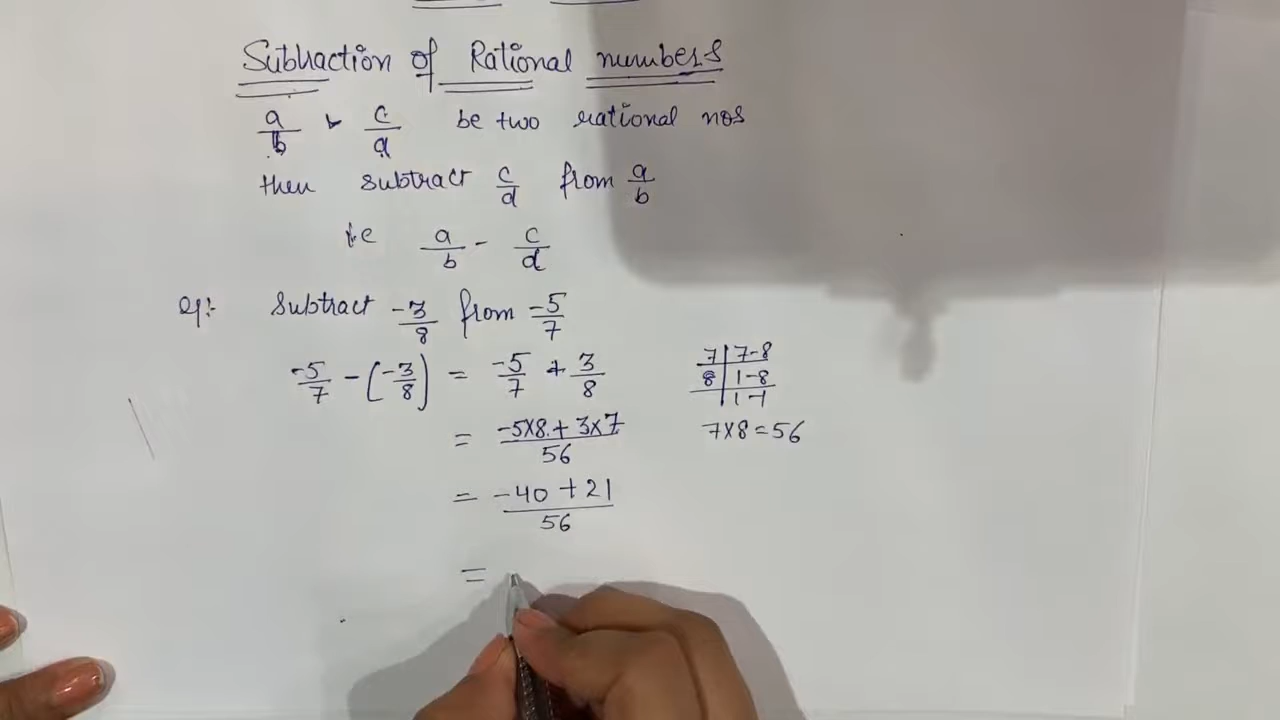 Subtraction of Rational numbers
a/b & c/d be two rational nos
then subtract c/d from a/b
i.e a/b - c/d
eg:- Subtract -3/8 from -5/7
-5/7 - (-3/8) = -5/7 + 3/8
= -5×8 + 3×7 / 56
= -40 + 21 / 56
=
7 | 7-8
8 | 1-8
1-1
7×8=56